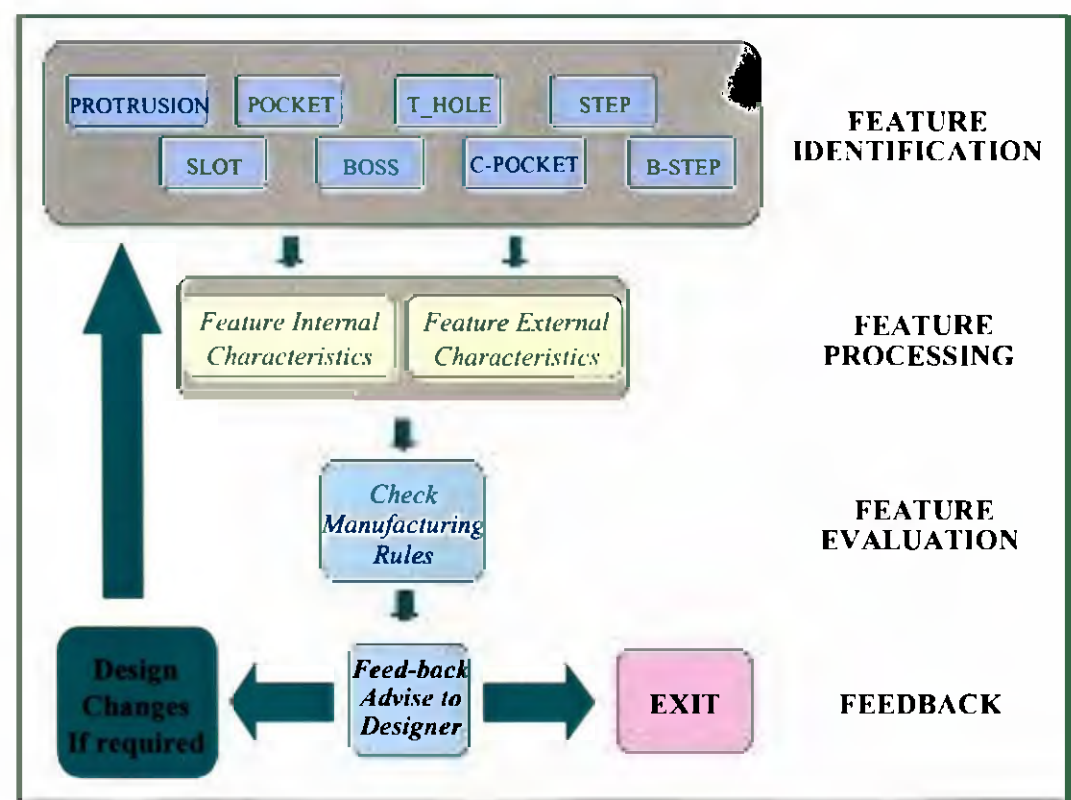 PROTRUSION POCKET T_HOLE STEP
SLOT BOSS C-POCKET B-STEP
FEATURE
IDENTIFICATION
Feature Internal
Characteristics
Feature External
Characteristics
FEATURE
PROCESSING
Check
Manufacturing
Rules
FEATURE
EVALUATION
Design
Changes
If required
Feed-back
Advise to
Designer
EXIT
FEEDBACK